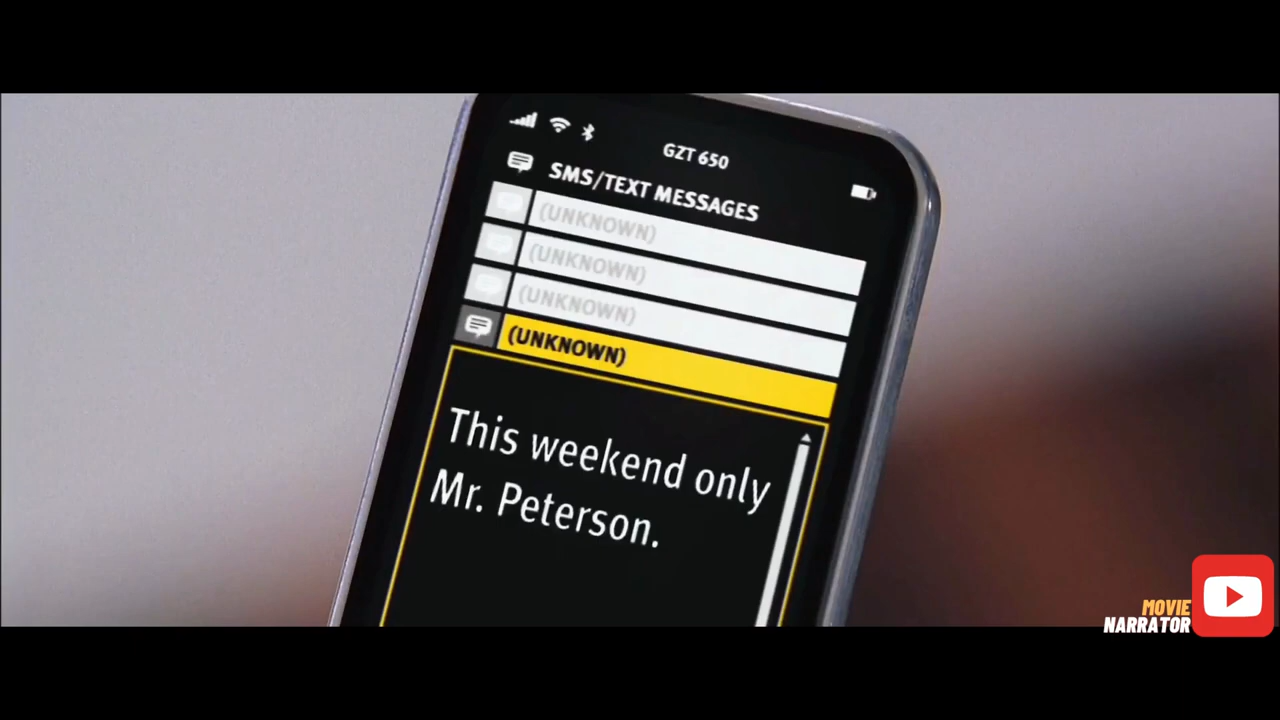 GZT 650
SMS/TEXT MESSAGES
(UNKNOWN)
(UNKNOWN)
(UNKNOWN)
(UNKNOWN)
This weekend only
Mr. Peterson.
MOVIE
NARRATOR